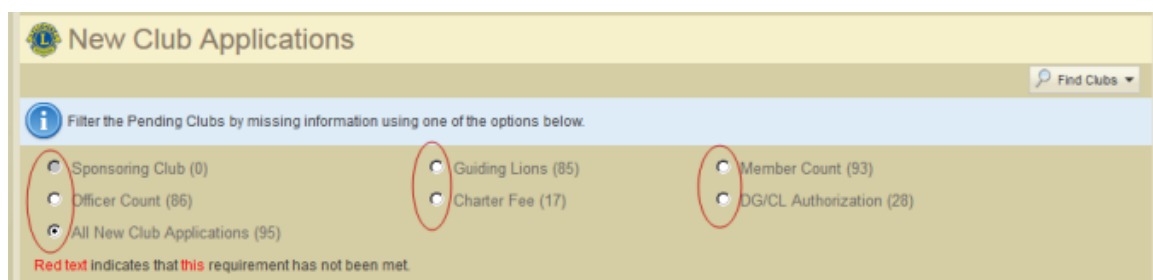 New Club Applications
Find Clubs
Filter the Pending Clubs by missing information using one of the options below.
Sponsoring Club (0) Guiding Lions (85) Member Count (93)
Officer Count (86) Charter Fee (17) DG/CL Authorization (28)
All New Club Applications (95)
Red text indicates that this requirement has not been met.